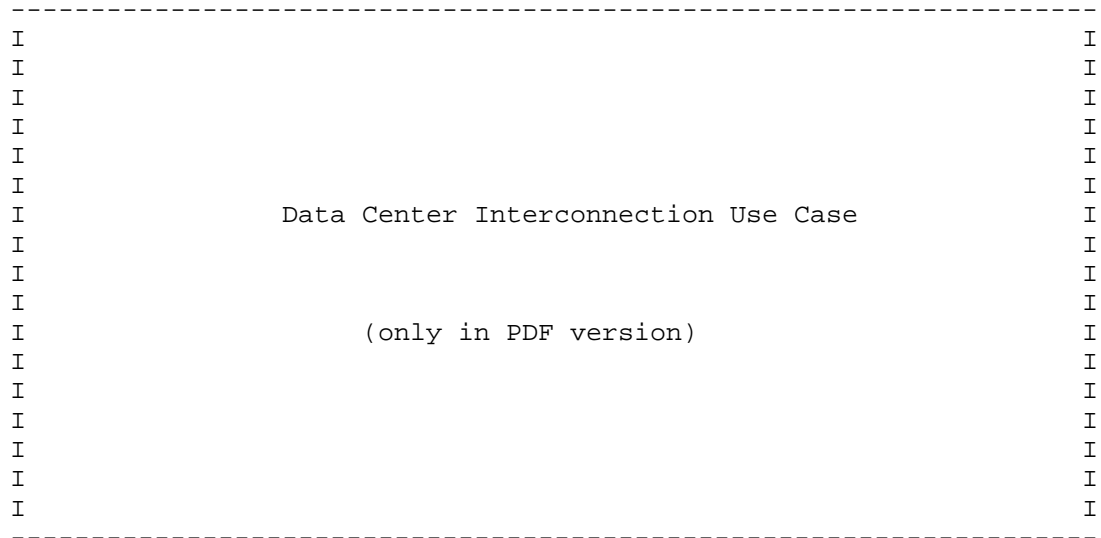 --------------------------------------------------------------------
I                                                                  I
I                                                                  I
I                                                                  I
I                                                                  I
I                                                                  I
I                                                                  I
I                Data Center Interconnection Use Case              I
I                                                                  I
I                                                                  I
I                                                                  I
I                     (only in PDF version)                        I
I                                                                  I
I                                                                  I
I                                                                  I
I                                                                  I
I                                                                  I
I                                                                  I
--------------------------------------------------------------------